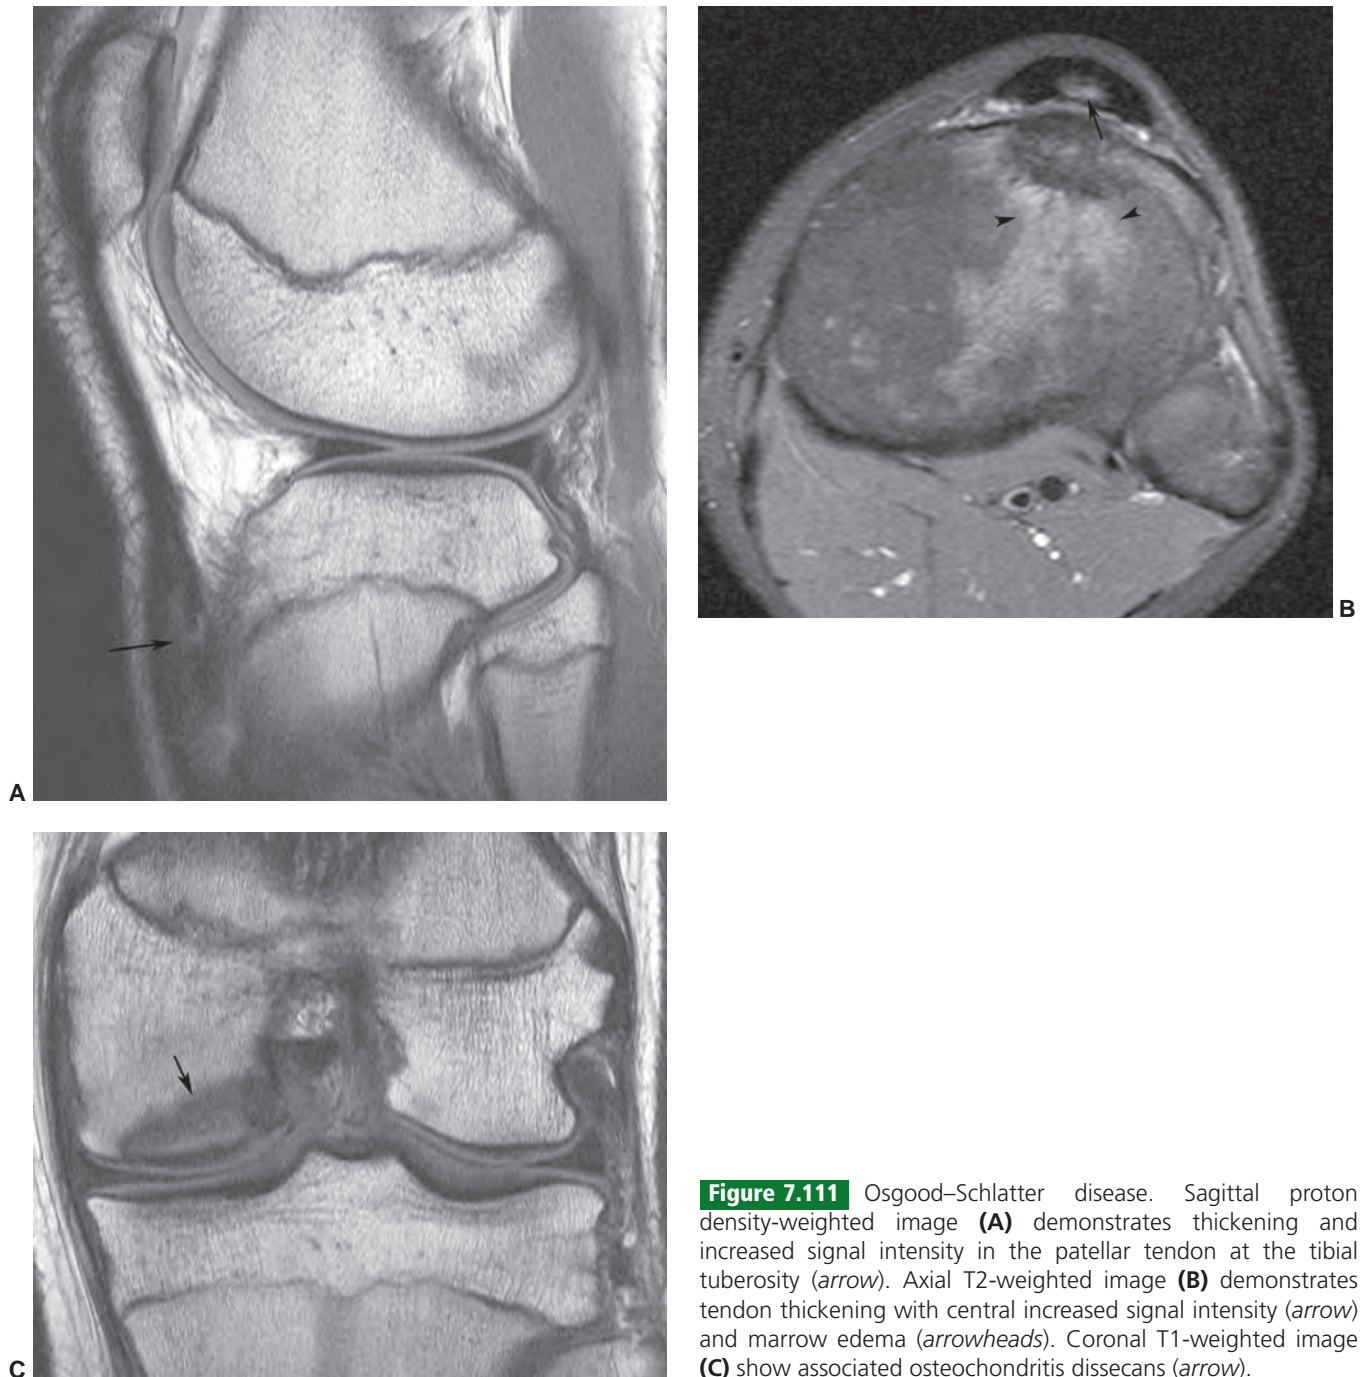 A
B
C
Figure 7.111 Osgood–Schlatter disease. Sagittal proton
density-weighted image (A) demonstrates thickening and
increased signal intensity in the patellar tendon at the tibial
tuberosity (arrow). Axial T2-weighted image (B) demonstrates
tendon thickening with central increased signal intensity (arrow)
and marrow edema (arrowheads). Coronal T1-weighted image
(C) show associated osteochondritis dissecans (arrow).